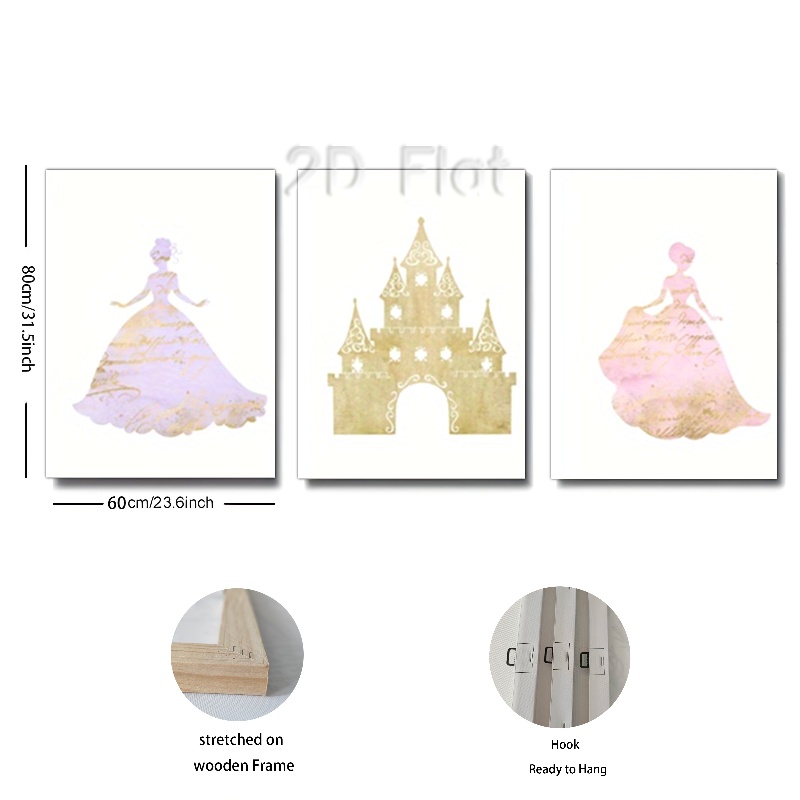 2D Flat
80cm/31.5inch
60cm/23.6inch
stretched on
wooden Frame
Hook
Ready to Hang